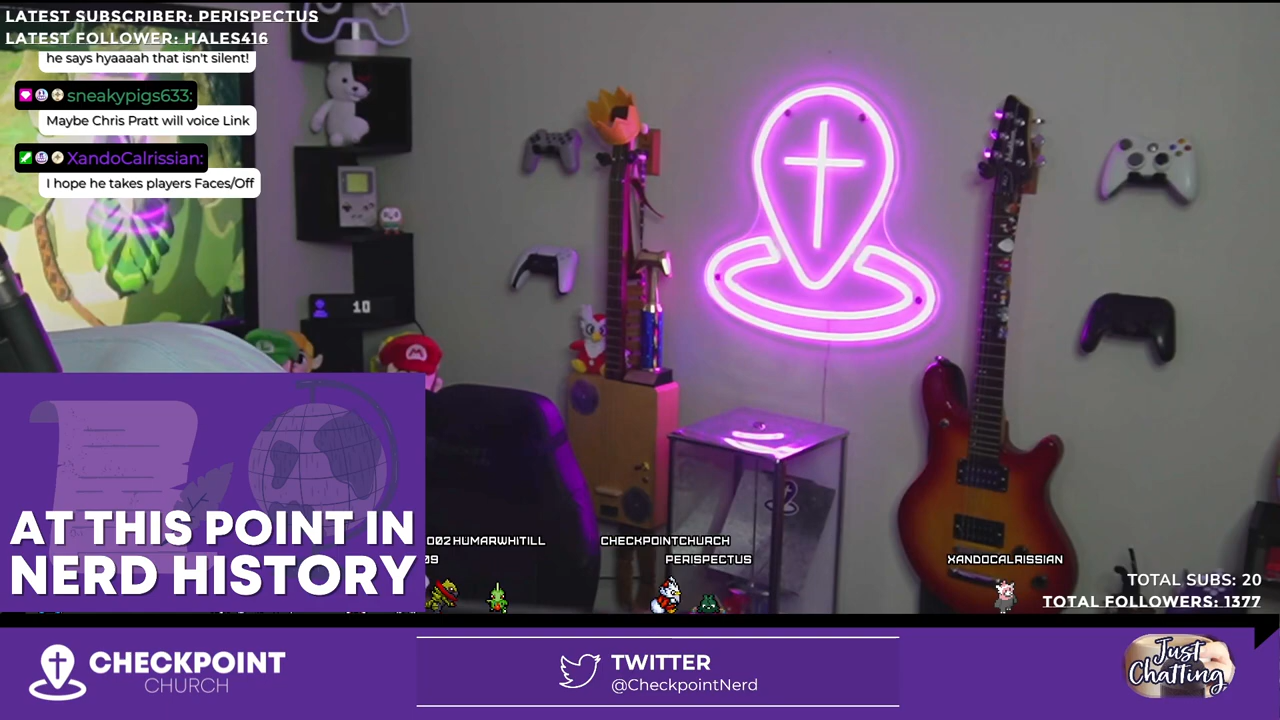 LATEST SUBSCRIBER: PERISPECTUS
LATEST FOLLOWER: HALES416
he says hyaaaah that isn't silent!
sneakypigs633:
Maybe Chris Pratt will voice Link
XandoCalrissian:
I hope he takes players Faces/Off
10
AT THIS POINT IN
NERD HISTORY
002 HUMARWHITILL
09
CHECKPOINTCHURCH
PERISPECTUS
XANDOCALRISSIAN
TOTAL SUBS: 20
TOTAL FOLLOWERS: 1377
CHECKPOINT
CHURCH
TWITTER
@CheckpointNerd
Just
Chatting